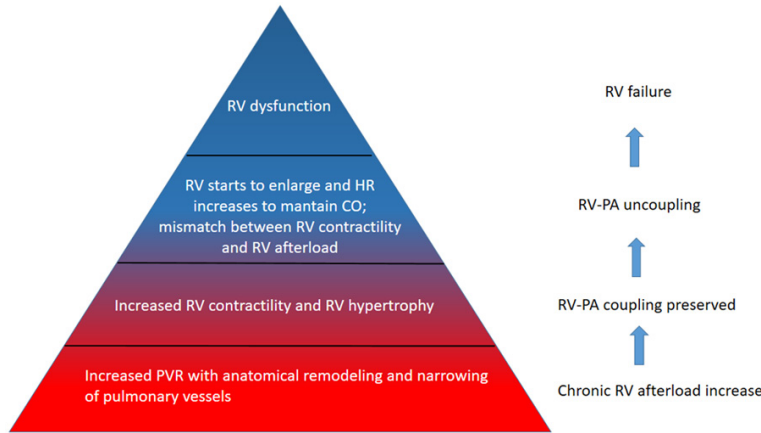 RV dysfunction
RV starts to enlarge and HR
increases to mantain CO;
mismatch between RV contractility
and RV afterload
Increased RV contractility and RV hypertrophy
Increased PVR with anatomical remodeling and narrowing
of pulmonary vessels
RV failure
RV-PA uncoupling
RV-PA coupling preserved
Chronic RV afterload increase